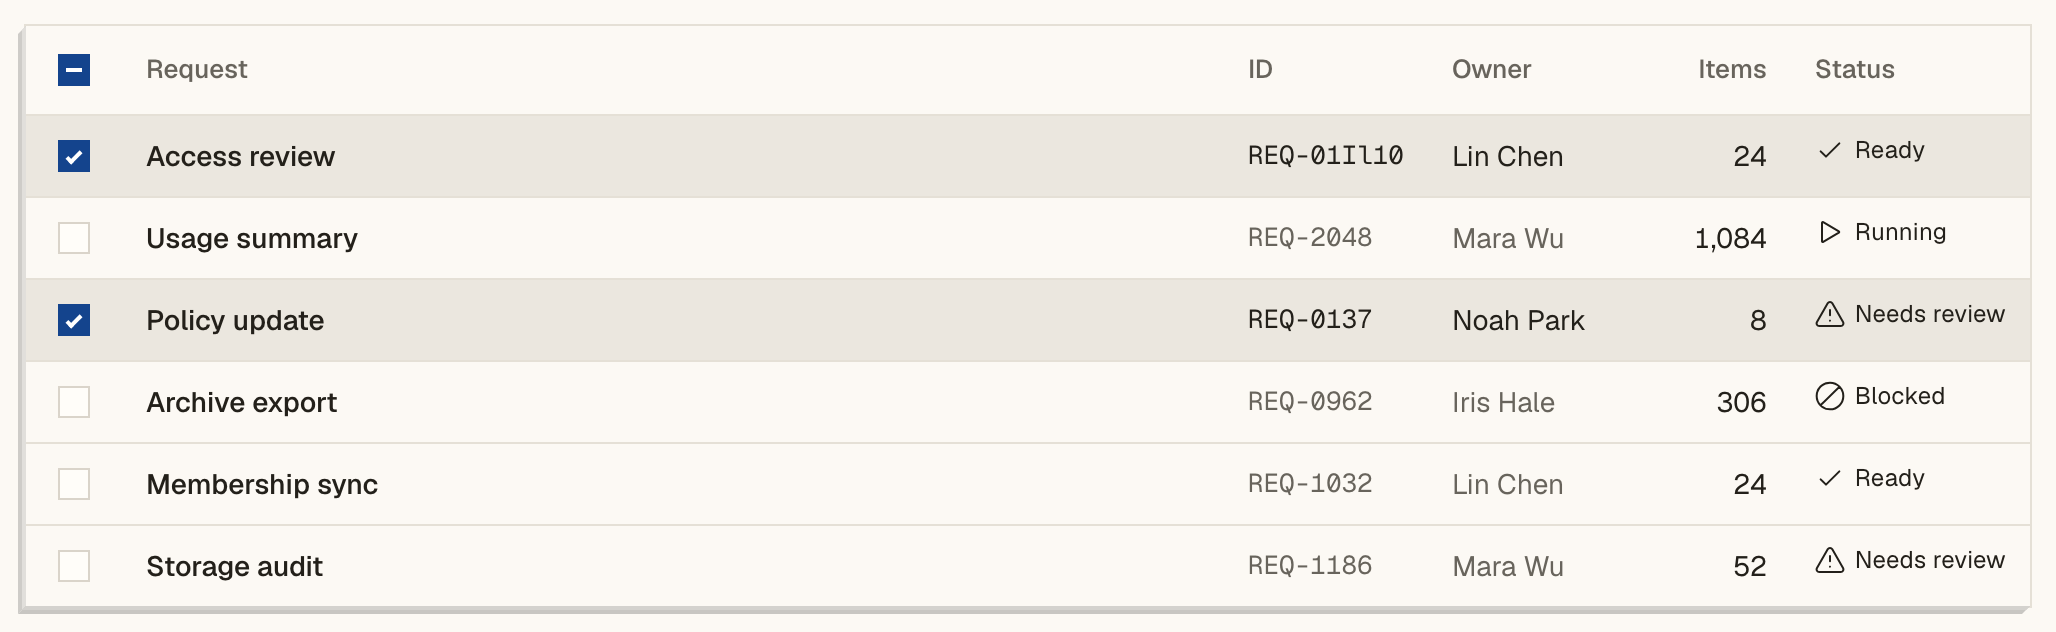 Request ID Owner Items Status
Access review REQ-01Il10 Lin Chen 24 Ready
Usage summary REQ-2048 Mara Wu 1,084 Running
Policy update REQ-0137 Noah Park 8 Needs review
Archive export REQ-0962 Iris Hale 306 Blocked
Membership sync REQ-1032 Lin Chen 24 Ready
Storage audit REQ-1186 Mara Wu 52 Needs review